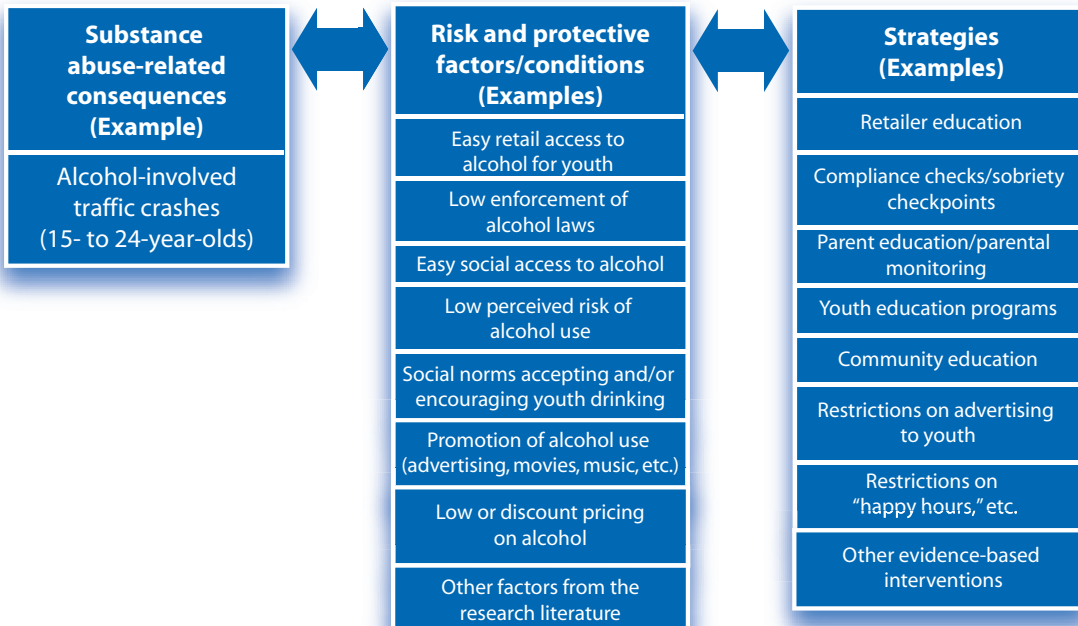 Substance
abuse-related
consequences
(Example)
Alcohol-involved
traffic crashes
(15- to 24-year-olds)
Risk and protective
factors/conditions
(Examples)
Easy retail access to
alcohol for youth
Low enforcement of
alcohol laws
Easy social access to alcohol
Low perceived risk of
alcohol use
Social norms accepting and/or
encouraging youth drinking
Promotion of alcohol use
(advertising, movies, music, etc.)
Low or discount pricing
on alcohol
Other factors from the
research literature
Strategies
(Examples)
Retailer education
Compliance checks/sobriety
checkpoints
Parent education/parental
monitoring
Youth education programs
Community education
Restrictions on advertising
to youth
Restrictions on
“happy hours,” etc.
Other evidence-based
interventions